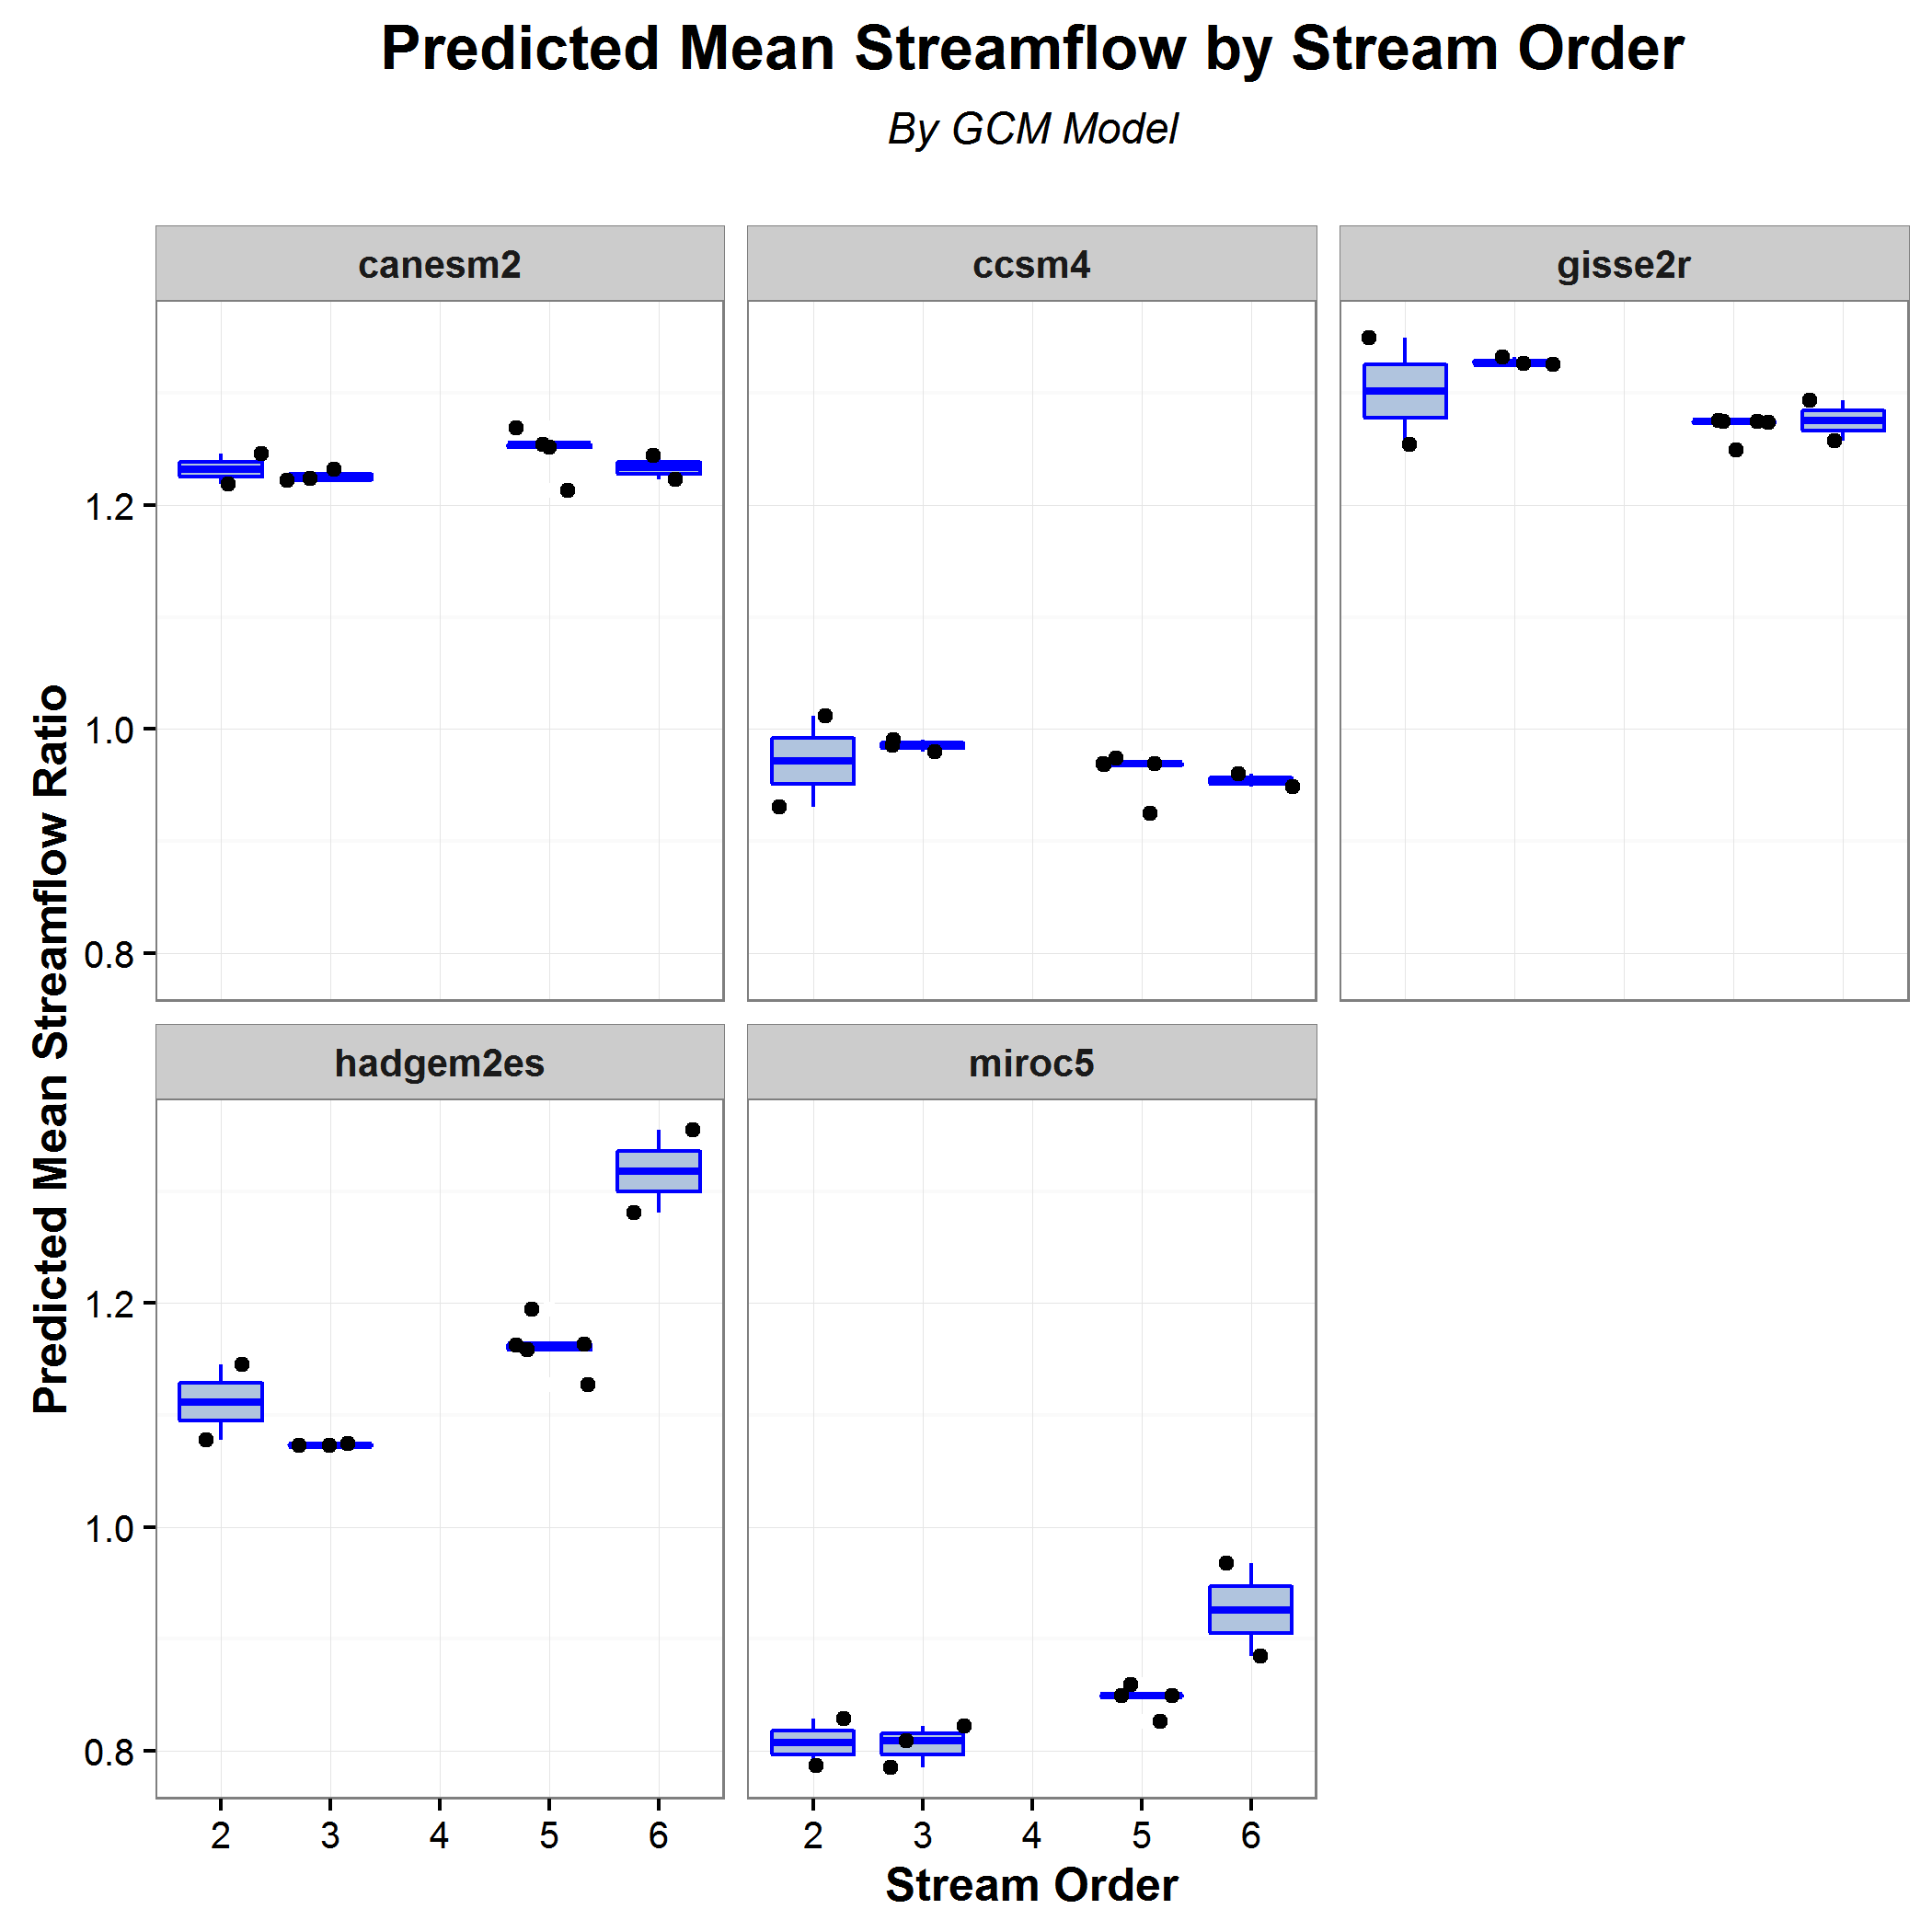 Predicted Mean Streamflow by Stream Order
By GCM Model
canesm2
ccsm4
gisse2r
1.2
1.0
0.8
Predicted Mean Streamflow Ratio
hadgem2es
miroc5
1.2
1.0
0.8
2 3 4 5 6
2 3 4 5 6
Stream Order